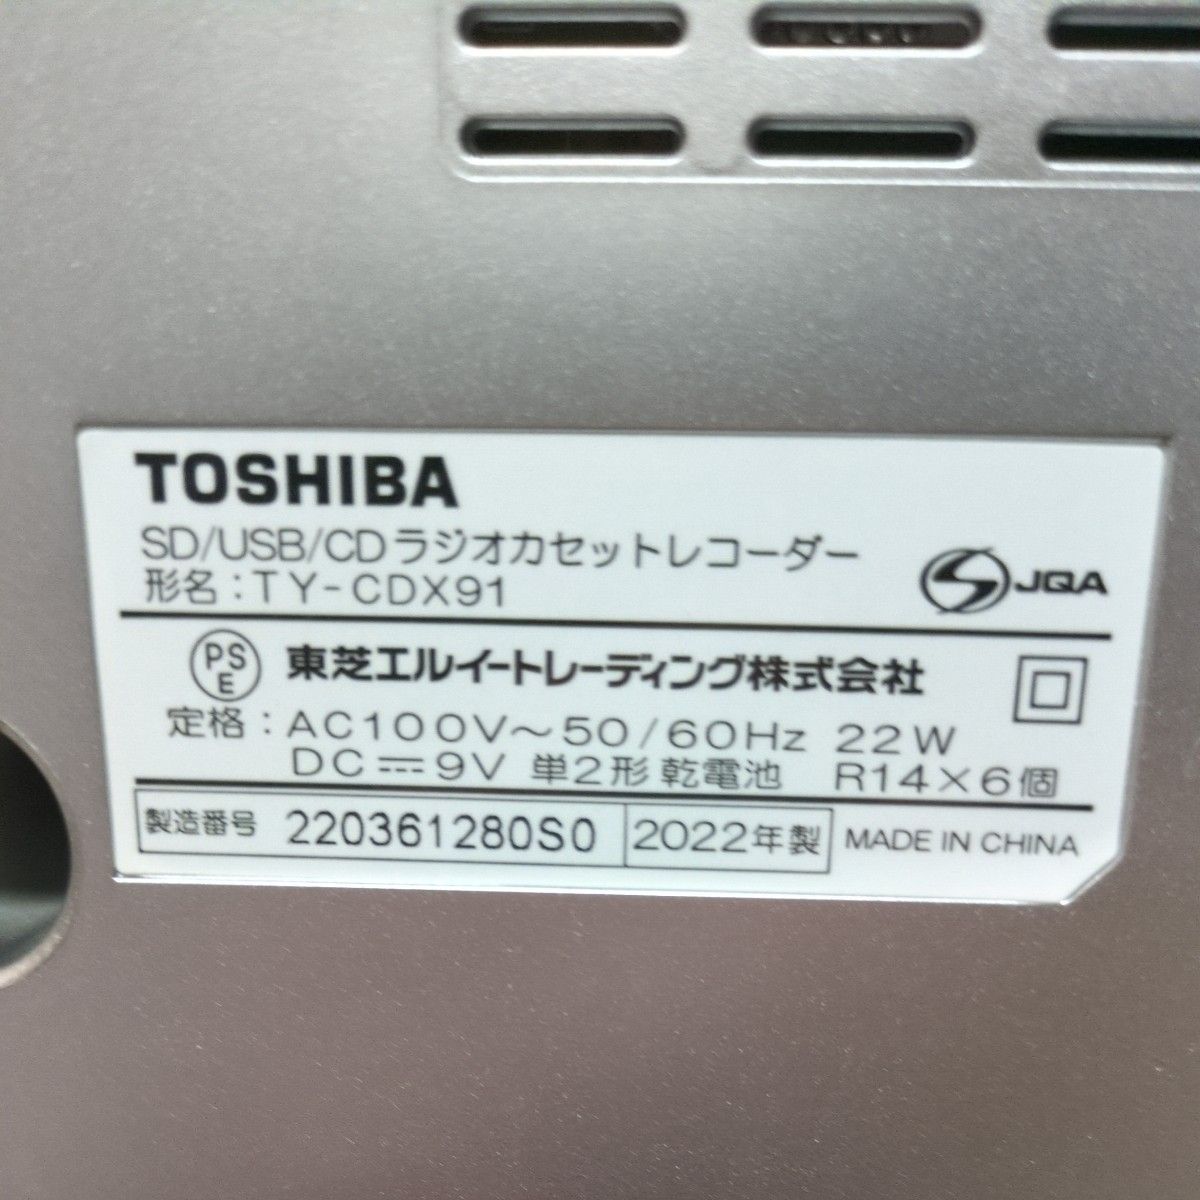 TOSHIBA
SD/USB/CDラジオカセットレコーダー
形名：TY-CDX91
JQA
PS
E
東芝エルイートレーディング株式会社
定格：AC100V～50/60Hz 22W
DC⎓9V 単2形乾電池 R14×6個
製造番号 220361280S0 2022年製 MADE IN CHINA